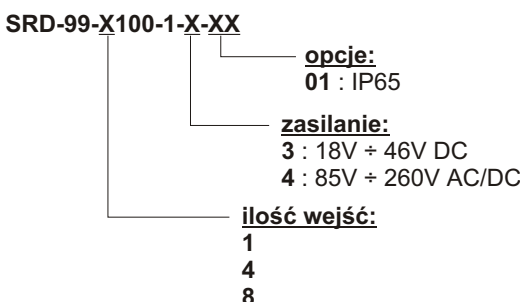 SRD-99-X100-1-X-XX
opcje:
01 : IP65
zasilanie:
3 : 18V ÷ 46V DC
4 : 85V ÷ 260V AC/DC
ilość wejść:
1
4
8